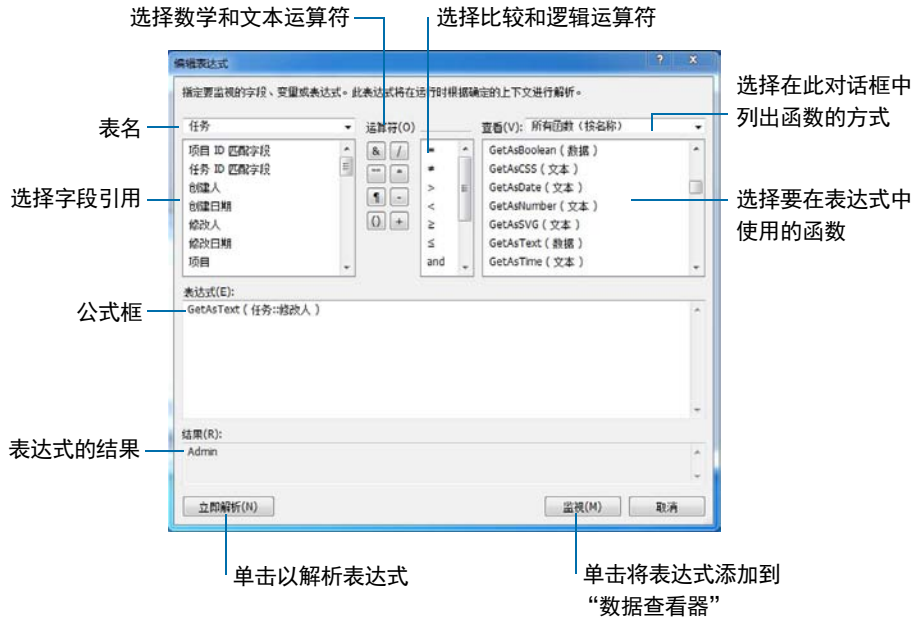 选择数学和文本运算符
选择比较和逻辑运算符
编辑表达式
指定要监视的字段、变量或表达式。此表达式将在运行时根据确定的上下文进行解析。
选择在此对话框中
列出函数的方式
表名
任务
运算符(O)
查看(V): 所有函数（按名称）
选择字段引用
项目 ID 匹配字段
任务 ID 匹配字段
创建人
创建日期
修改人
修改日期
项目
& /
"" *
¶ -
() +
=
≠
>
<
≥
≤
and
GetAsBoolean ( 数据 )
GetAsCSS ( 文本 )
GetAsDate ( 文本 )
GetAsNumber ( 文本 )
GetAsSVG ( 文本 )
GetAsText ( 数据 )
GetAsTime ( 文本 )
选择要在表达式中
使用的函数
表达式(E):
公式框
GetAsText ( 任务::修改人 )
结果(R):
表达式的结果
Admin
立即解析(N)
监视(M)
取消
单击以解析表达式
单击将表达式添加到
“数据查看器”